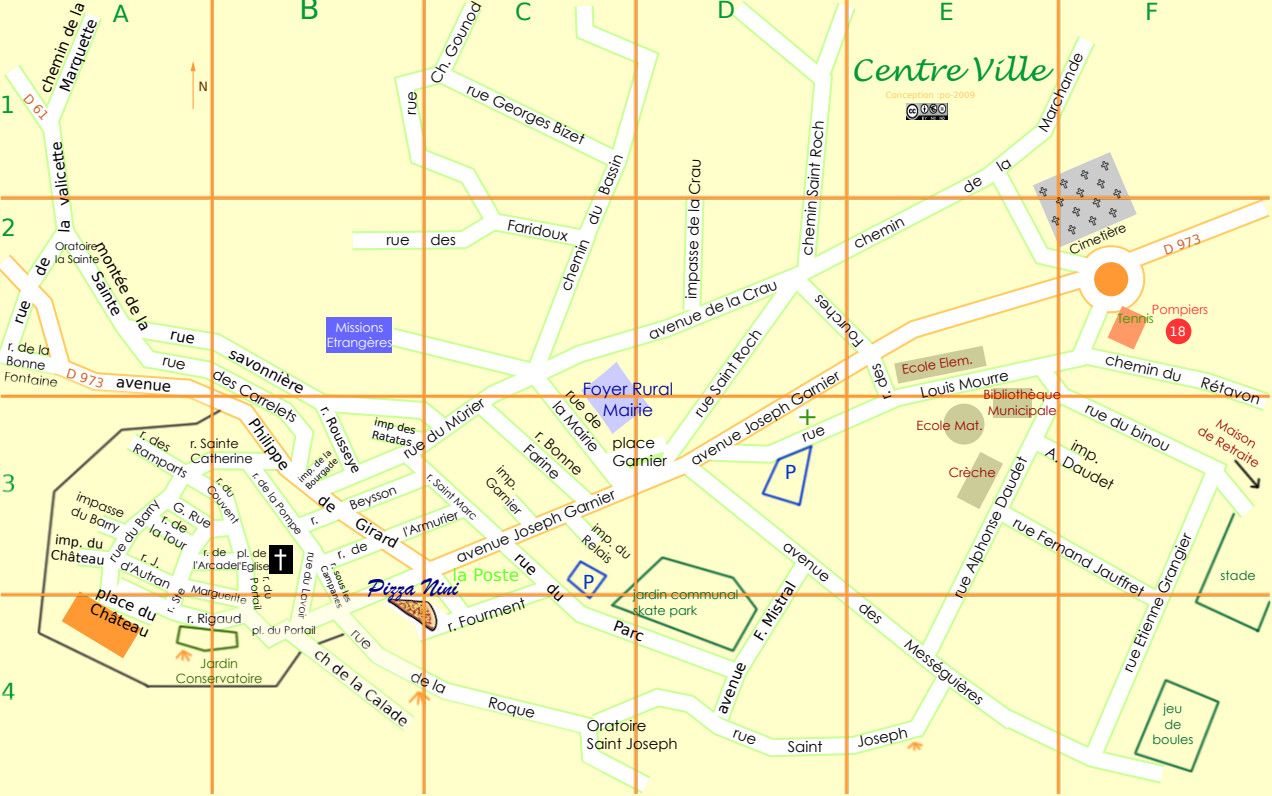 A
B
C
D
E
F
1
2
3
4
N
Centre Ville
Conception :po-2009
chemin de la
Marquette
D 61
la valicette
rue de
Oratoire
la Sainte
montée de la
Sainte
r. de la
Bonne
Fontaine
D 973
avenue
rue
savonnière
rue
des Carrelets
Philippe
de
Girard
rue
Ch. Gounod
rue Georges Bizet
rue des
Faridoux
chemin du Bassin
Missions
Etrangères
impasse de la Crau
avenue de la Crau
chemin Saint Roch
rue Saint Roch
chemin de la Marchande
Cimetière
D 973
Tennis
Pompiers
18
chemin du Rétavon
Ecole Elem.
rue Louis Mourre
Bibliothèque
Municipale
Ecole Mat.
Crèche
r. des Fourches
Foyer Rural
Mairie
place
Garnier
rue de
la Mairie
r. Bonne
Farine
imp.
Garnier
avenue Joseph Garnier
avenue Joseph Garnier
P
imp. du
Relais
rue du Mûrier
imp des
Ratatas
r. Rousseye
imp. de la
Bourgade
r. Beysson
r. de l'Armurier
r. Saint Marc
r. Sainte
Catherine
r. des
Ramparts
r. du
Couvent
r. de la Pompe
impasse
du Barry
rue du Barry
G. Rue
r. de
la Tour
imp. du
Château
r. J.
d'Autran
r. de
l'Arcade
pl. de
l'Eglise
r. du
Portail
rue du Lavoir
r. sous les
Campanes
r. Ste
Marguerite
place du
Château
r. Rigaud
pl. du Portail
Jardin
Conservatoire
ch de la Calade
Pizza Nini
la Poste
r. Fourment
rue du Parc
P
jardin communal
skate park
rue de la Roque
Oratoire
Saint Joseph
rue Saint Joseph
avenue F. Mistral
avenue des Mességuières
rue Alphonse Daudet
imp.
A. Daudet
rue du binou
Maison
de Retraite
rue Fernand Jauffret
rue Etienne Grangier
stade
jeu
de
boules